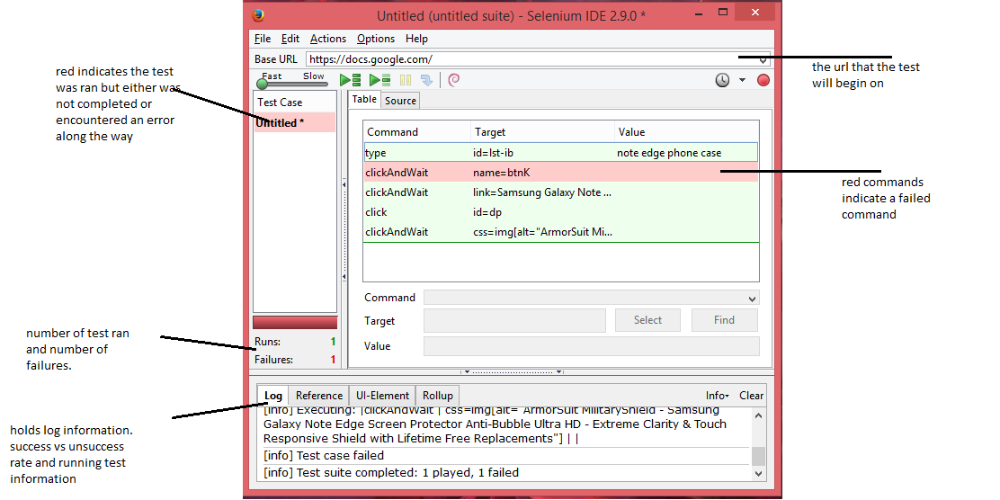 Untitled (untitled suite) - Selenium IDE 2.9.0 *
File Edit Actions Options Help
Base URL https://docs.google.com/
Fast Slow
red indicates the test
was ran but either was
not completed or
encountered an error
along the way
the url that the test
will begin on
Test Case
Untitled *
Table Source
Command Target Value
type id=lst-ib note edge phone case
clickAndWait name=btnK
clickAndWait link=Samsung Galaxy Note ...
click id=dp
clickAndWait css=img[alt="ArmorSuit Mi...
red commands
indicate a failed
command
Command
Target Select Find
Value
number of test ran
and number of
failures.
Runs: 1
Failures: 1
Log Reference UI-Element Rollup Info Clear
[info] Executing: |clickAndWait | css=img[alt="ArmorSuit MilitaryShield - Samsung
Galaxy Note Edge Screen Protector Anti-Bubble Ultra HD - Extreme Clarity & Touch
Responsive Shield with Lifetime Free Replacements"] | |
[info] Test case failed
[info] Test suite completed: 1 played, 1 failed
holds log information.
success vs unsuccess
rate and running test
information